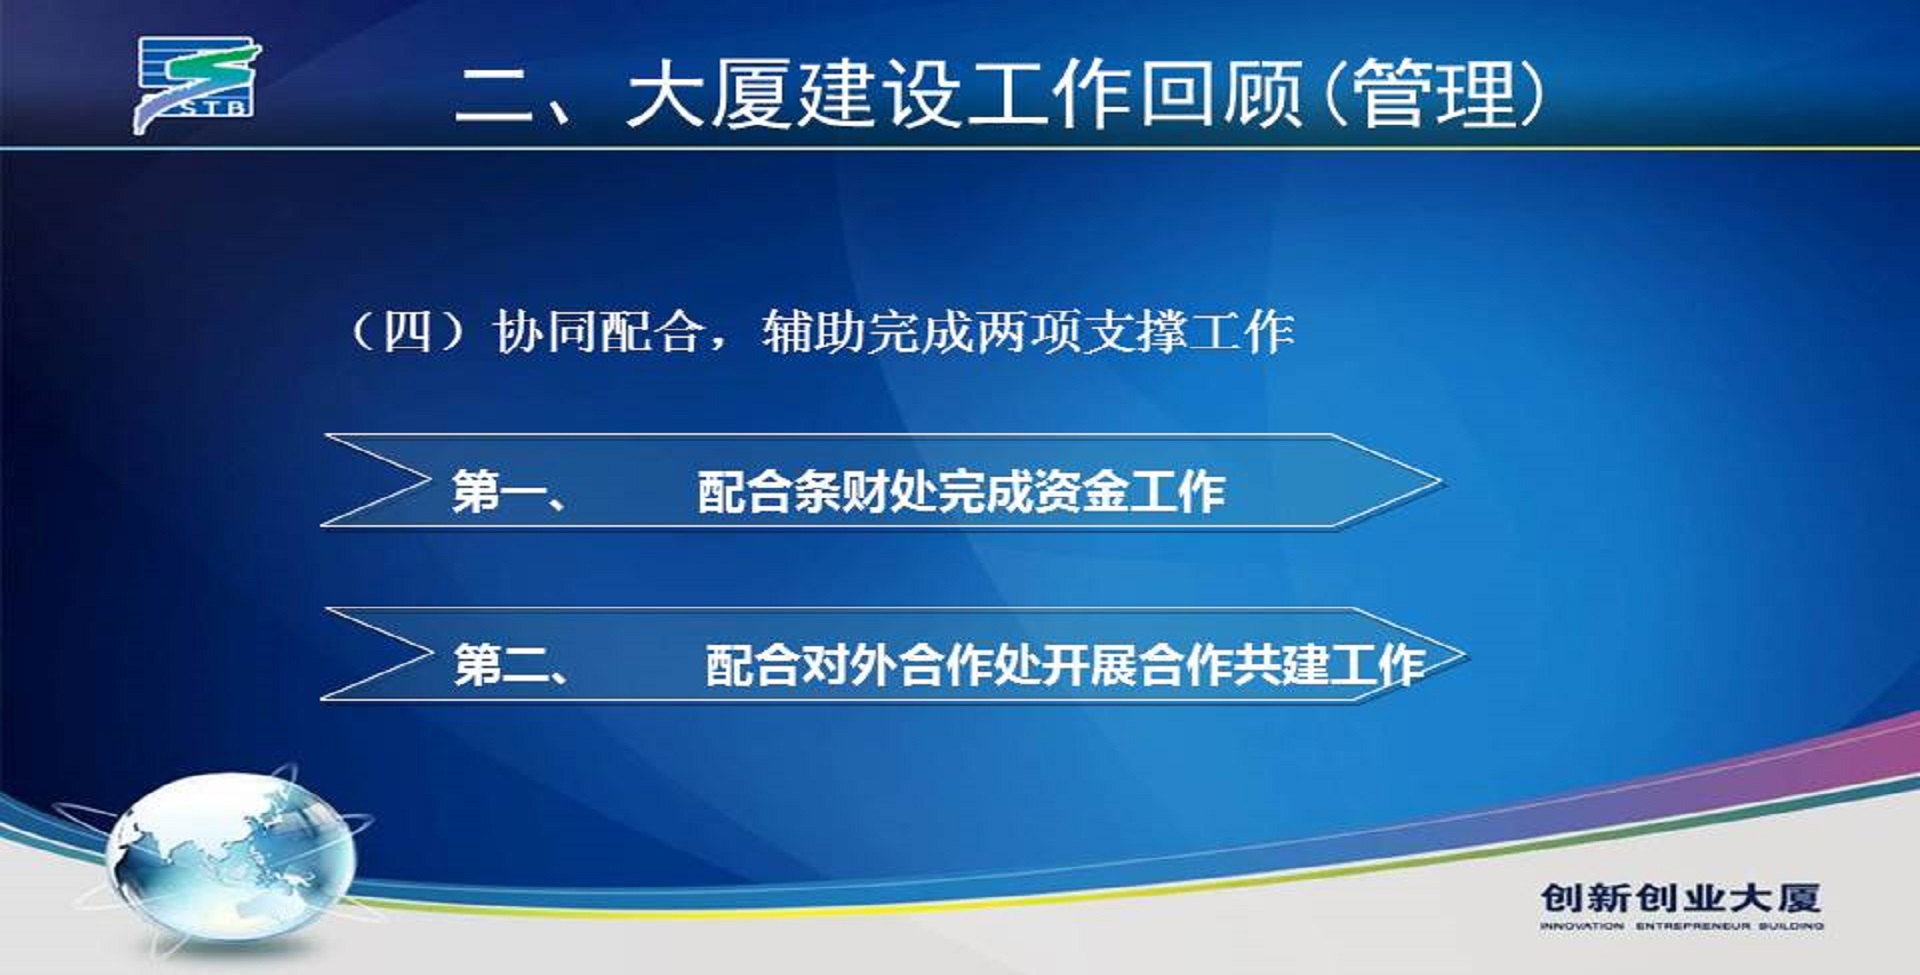 STB
二、大厦建设工作回顾(管理)
（四）协同配合，辅助完成两项支撑工作
第一、 配合条财处完成资金工作
第二、 配合对外合作处开展合作共建工作
创新创业大厦
INNOVATION ENTREPRENEUR BUILDING